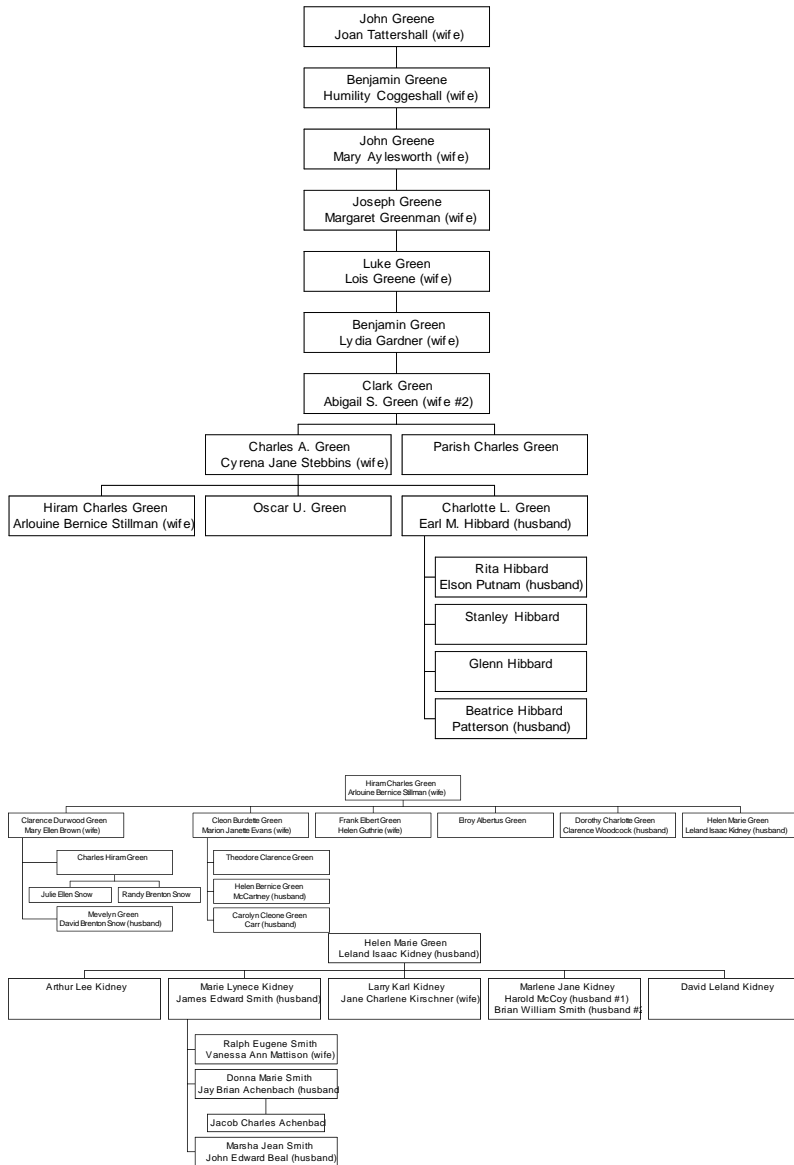 John Greene
Joan Tattershall (wife)
Benjamin Greene
Humility Coggeshall (wife)
John Greene
Mary Aylesworth (wife)
Joseph Greene
Margaret Greenman (wife)
Luke Green
Lois Greene (wife)
Benjamin Green
Lydia Gardner (wife)
Clark Green
Abigail S. Green (wife #2)
Charles A. Green
Cyrena Jane Stebbins (wife)
Parish Charles Green
Hiram Charles Green
Arlouine Bernice Stillman (wife)
Oscar U. Green
Charlotte L. Green
Earl M. Hibbard (husband)
Rita Hibbard
Elson Putnam (husband)
Stanley Hibbard
Glenn Hibbard
Beatrice Hibbard
Patterson (husband)
Hiram Charles Green
Arlouine Bernice Stillman (wife)
Clarence Durwood Green
Mary Ellen Brown (wife)
Cleon Burdette Green
Marion Janette Evans (wife)
Frank Elbert Green
Helen Guthrie (wife)
Elroy Albertus Green
Dorothy Charlotte Green
Clarence Woodcock (husband)
Helen Marie Green
Leland Isaac Kidney (husband)
Charles Hiram Green
Julie Ellen Snow
Randy Brenton Snow
Mevelyn Green
David Brenton Snow (husband)
Theodore Clarence Green
Helen Bernice Green
McCartney (husband)
Carolyn Cleone Green
Carr (husband)
Helen Marie Green
Leland Isaac Kidney (husband)
Arthur Lee Kidney
Marie Lynece Kidney
James Edward Smith (husband)
Larry Karl Kidney
Jane Charlene Kirschner (wife)
Marlene Jane Kidney
Harold McCoy (husband #1)
Brian William Smith (husband #2
David Leland Kidney
Ralph Eugene Smith
Vanessa Ann Mattison (wife)
Donna Marie Smith
Jay Brian Achenbach (husband
Jacob Charles Achenbac
Marsha Jean Smith
John Edward Beal (husband)